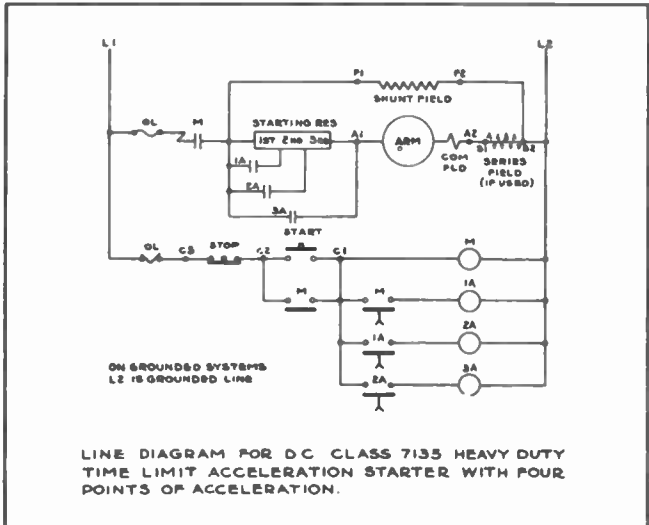 L1
L2
F1
F2
SHUNT FIELD
OL
M
STARTING RES
1ST 2ND 3RD
A1
ARM
A2
S1
S2
COM
FLD
SERIES
FIELD
(IF USED)
1A
2A
3A
START
OL
C3
STOP
C2
C1
M
M
M
1A
1A
2A
2A
3A
ON GROUNDED SYSTEMS
L2 IS GROUNDED LINE
LINE DIAGRAM FOR DC CLASS 7135 HEAVY DUTY
TIME LIMIT ACCELERATION STARTER WITH FOUR
POINTS OF ACCELERATION.